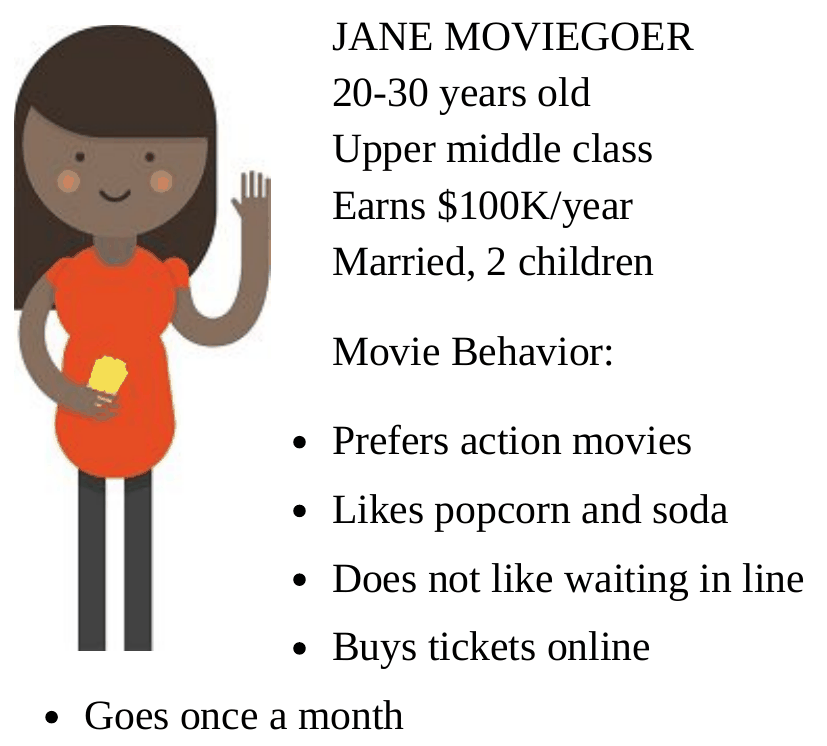 JANE MOVIEGOER
20-30 years old
Upper middle class
Earns $100K/year
Married, 2 children
Movie Behavior:
• Prefers action movies
• Likes popcorn and soda
• Does not like waiting in line
• Buys tickets online
• Goes once a month